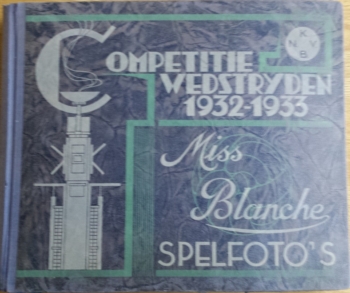 COMPETITIE
WEDSTRYDEN
1932-1933
K
N V
B
Miss
Blanche
SPELFOTO'S